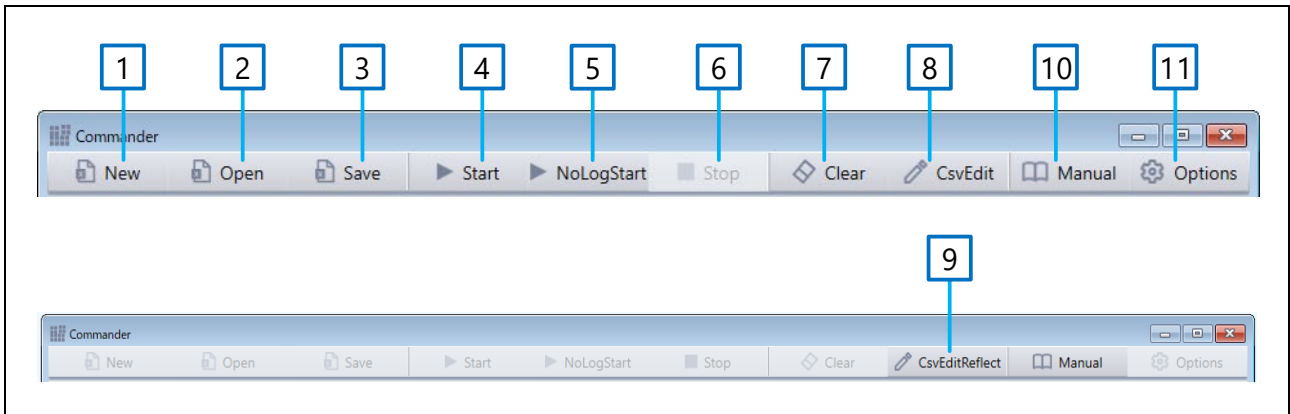 1 2 3 4 5 6 7 8 10 11
Commander
New Open Save Start NoLogStart Stop Clear CsvEdit Manual Options
9
Commander
New Open Save Start NoLogStart Stop Clear CsvEditReflect Manual Options